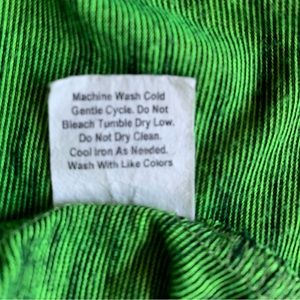 Machine Wash Cold
Gentle Cycle. Do Not
Bleach Tumble Dry Low.
Do Not Dry Clean.
Cool Iron As Needed.
Wash With Like Colors